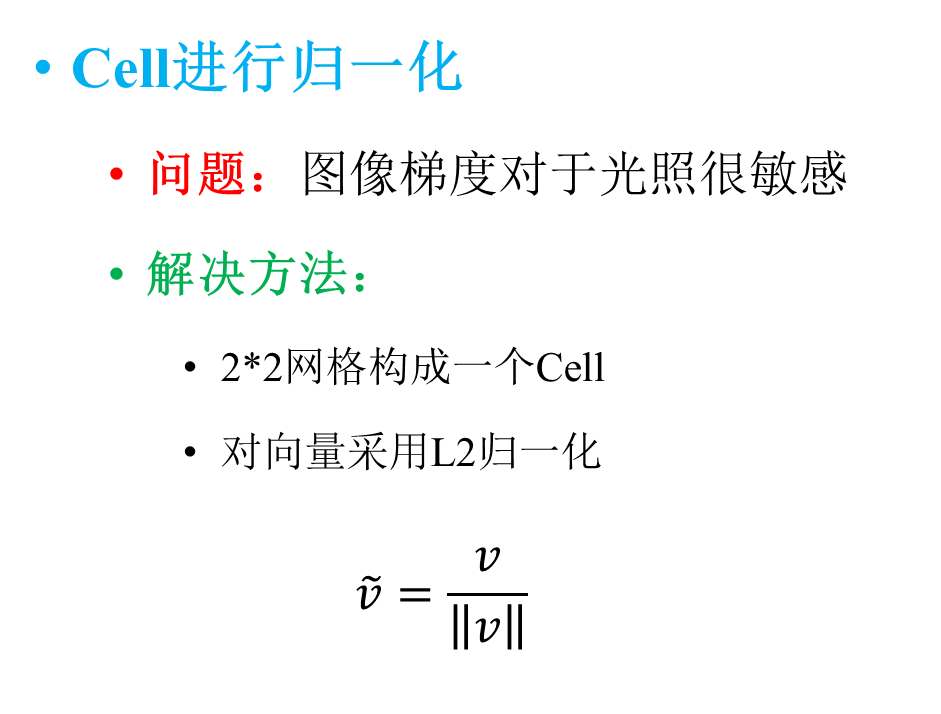 • Cell进行归一化
• 问题：图像梯度对于光照很敏感
• 解决方法：
• 2*2网格构成一个Cell
• 对向量采用L2归一化
ṽ = v / ‖v‖